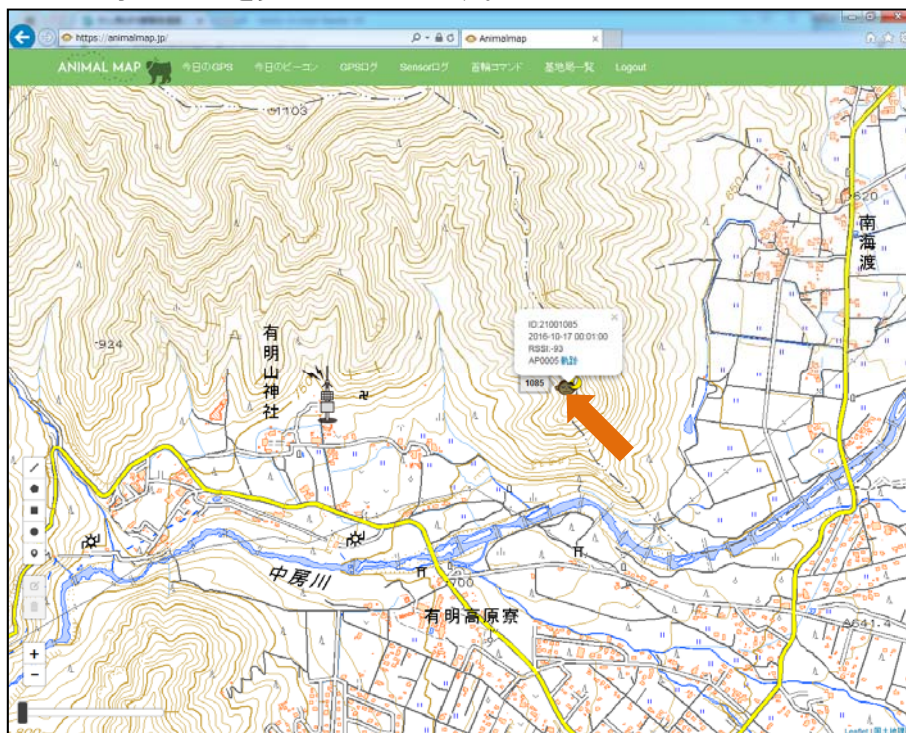 https://animalmap.jp/
Animalmap
ANIMAL MAP
今日のGPS
今日のビーコン
GPSログ
Sensorログ
首輪コマンド
基地局一覧
Logout
1103
650
620
南海渡
924
有明山神社
750
ID:21001085
2016-10-17 00:01:00
RSSI:-93
AP0005 軌跡
1085
中房川
700
有明高原寮
641.4
+
-
800